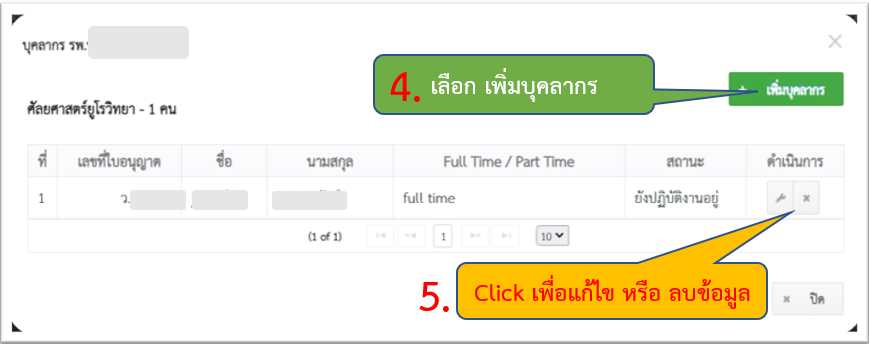 บุคลากร รพ.
×
4. เลือก เพิ่มบุคลากร
+ เพิ่มบุคลากร
ศัลยศาสตร์ยูโรวิทยา - 1 คน
ที่ เลขที่ใบอนุญาต ชื่อ นามสกุล Full Time / Part Time สถานะ ดำเนินการ
1 ว. full time ยังปฏิบัติงานอยู่ ×
(1 of 1) 1 10
5. Click เพื่อแก้ไข หรือ ลบข้อมูล
× ปิด